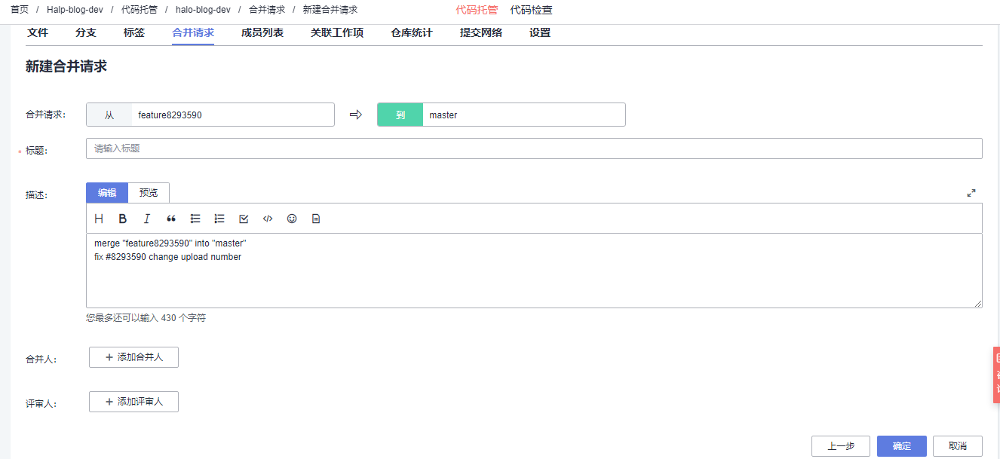 首页 / Halp-blog-dev / 代码托管 / halo-blog-dev / 合并请求 / 新建合并请求 代码托管 代码检查
文件 分支 标签 合并请求 成员列表 关联工作项 仓库统计 提交网络 设置
新建合并请求
合并请求: 从 feature8293590 到 master
* 标题: 请输入标题
描述: 编辑 预览
H B I
merge "feature8293590" into "master"
fix #8293590 change upload number
您最多还可以输入 430 个字符
合并人: + 添加合并人
评审人: + 添加评审人
上一步 确定 取消